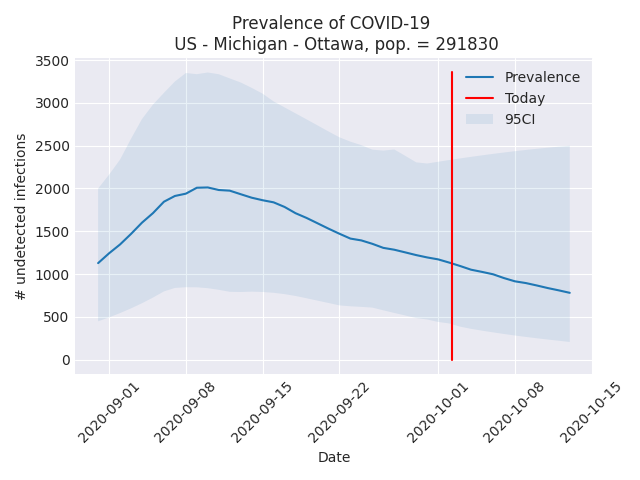 Prevalence of COVID-19
US - Michigan - Ottawa, pop. = 291830
Prevalence
Today
95CI
# undetected infections
3500
3000
2500
2000
1500
1000
500
0
2020-09-01
2020-09-08
2020-09-15
2020-09-22
2020-10-01
2020-10-08
2020-10-15
Date